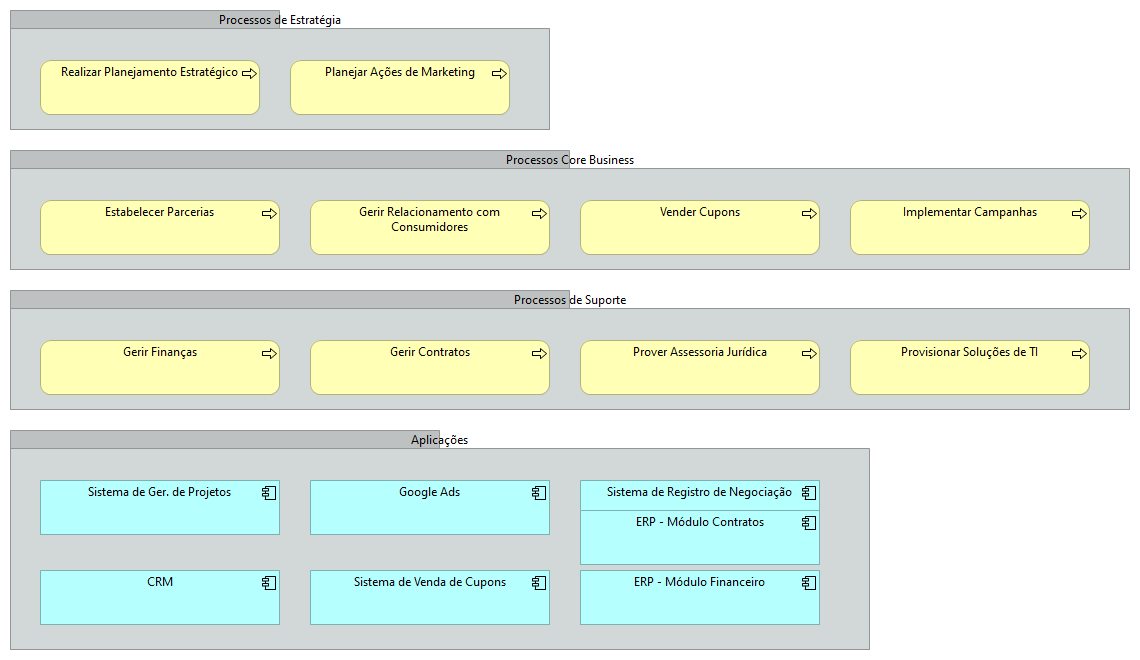 Processos de Estratégia
Realizar Planejamento Estratégico
Planejar Ações de Marketing
Processos Core Business
Estabelecer Parcerias
Gerir Relacionamento com
Consumidores
Vender Cupons
Implementar Campanhas
Processos de Suporte
Gerir Finanças
Gerir Contratos
Prover Assessoria Jurídica
Provisionar Soluções de TI
Aplicações
Sistema de Ger. de Projetos
Google Ads
Sistema de Registro de Negociação
ERP - Módulo Contratos
CRM
Sistema de Venda de Cupons
ERP - Módulo Financeiro